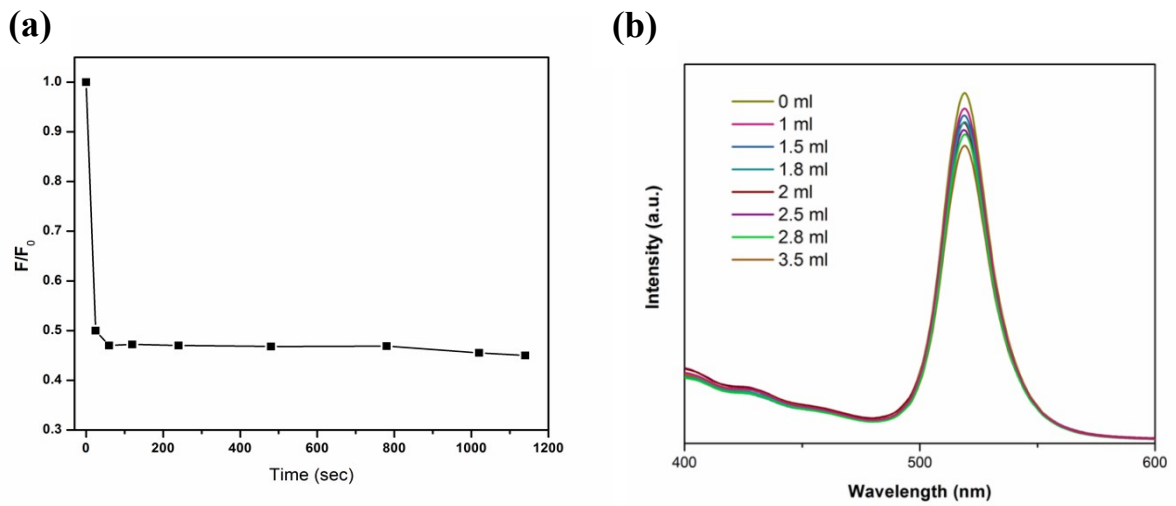 (a)
1.0
0.9
0.8
0.7
0.6
0.5
0.4
0.3
F/F0
0 200 400 600 800 1000 1200
Time (sec)
(b)
0 ml
1 ml
1.5 ml
1.8 ml
2 ml
2.5 ml
2.8 ml
3.5 ml
Intensity (a.u.)
400 500 600
Wavelength (nm)